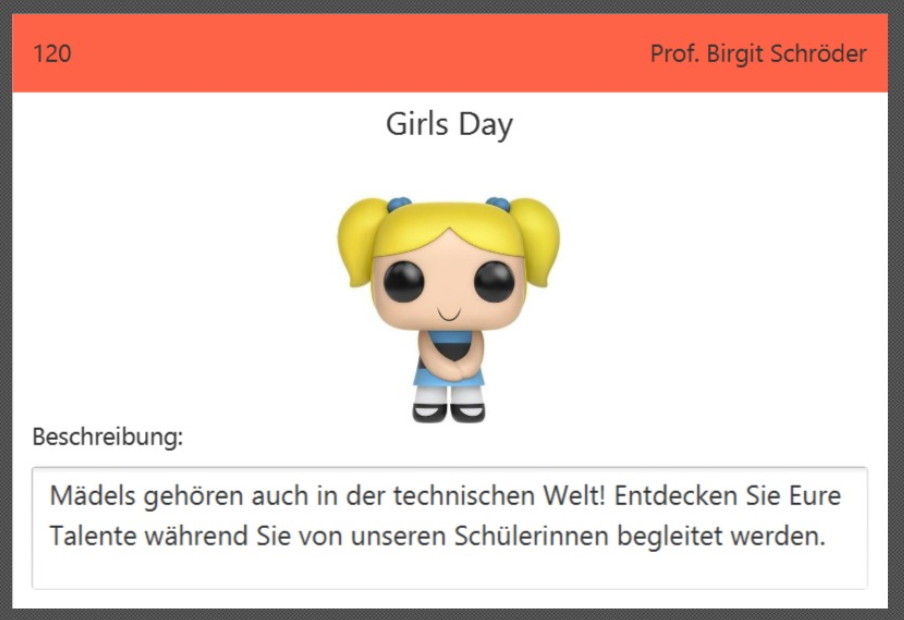 120
Prof. Birgit Schröder
Girls Day
Beschreibung:
Mädels gehören auch in der technischen Welt! Entdecken Sie Eure
Talente während Sie von unseren Schülerinnen begleitet werden.